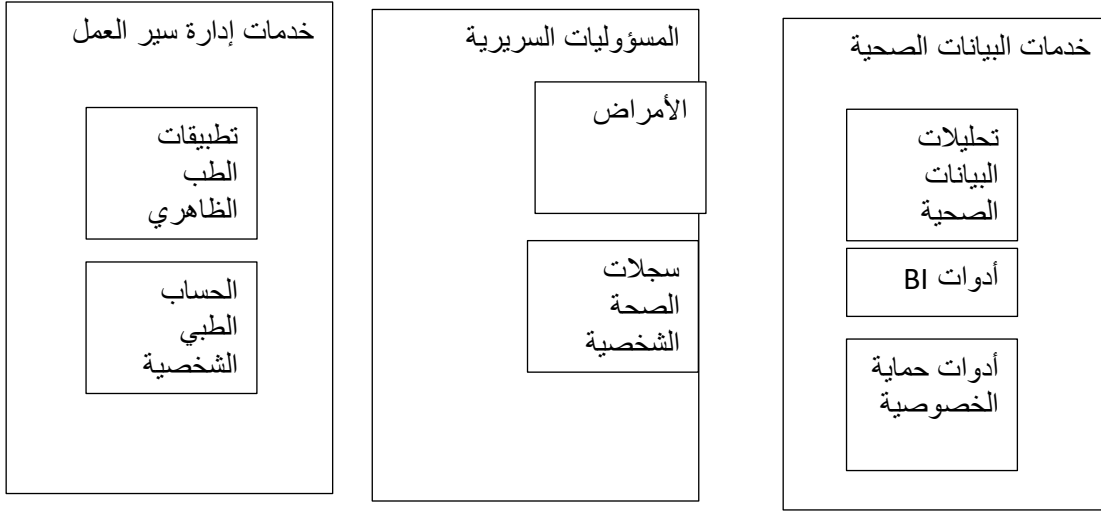 خدمات البيانات الصحية
تحليلات
البيانات
الصحية
أدوات BI
أدوات حماية
الخصوصية
المسؤوليات السريرية
الأمراض
سجلات
الصحة
الشخصية
خدمات إدارة سير العمل
تطبيقات
الطب
الظاهري
الحساب
الطبي
الشخصية